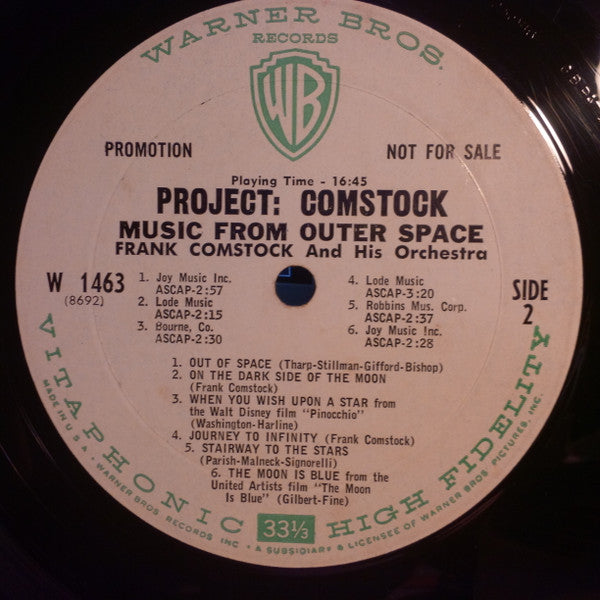 WARNER BROS.
RECORDS
WB
PROMOTION
NOT FOR SALE
Playing Time - 16:45
PROJECT: COMSTOCK
MUSIC FROM OUTER SPACE
FRANK COMSTOCK And His Orchestra
W 1463
(8692)
1. Joy Music Inc.
ASCAP-2:57
2. Lode Music
ASCAP-2:15
3. Bourne, Co.
ASCAP-2:30
4. Lode Music
ASCAP-3:20
5. Robbins Mus. Corp.
ASCAP-2:37
6. Joy Music Inc.
ASCAP-2:28
SIDE
2
1. OUT OF SPACE (Tharp-Stillman-Gifford-Bishop)
2. ON THE DARK SIDE OF THE MOON
(Frank Comstock)
3. WHEN YOU WISH UPON A STAR from
the Walt Disney film "Pinocchio"
(Washington-Harline)
4. JOURNEY TO INFINITY (Frank Comstock)
5. STAIRWAY TO THE STARS
(Parish-Malneck-Signorelli)
6. THE MOON IS BLUE from the
United Artists film "The Moon
Is Blue" (Gilbert-Fine)
VITAPHONIC 33⅓ HIGH FIDELITY
MADE IN U.S.A. • WARNER BROS. RECORDS INC. • A SUBSIDIARY & LICENSEE OF WARNER BROS. PICTURES, INC.